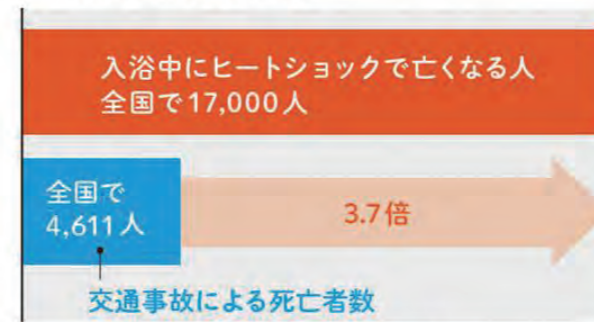 入浴中にヒートショックで亡くなる人
全国で17,000人
全国で
4,611人
3.7倍
交通事故による死亡者数